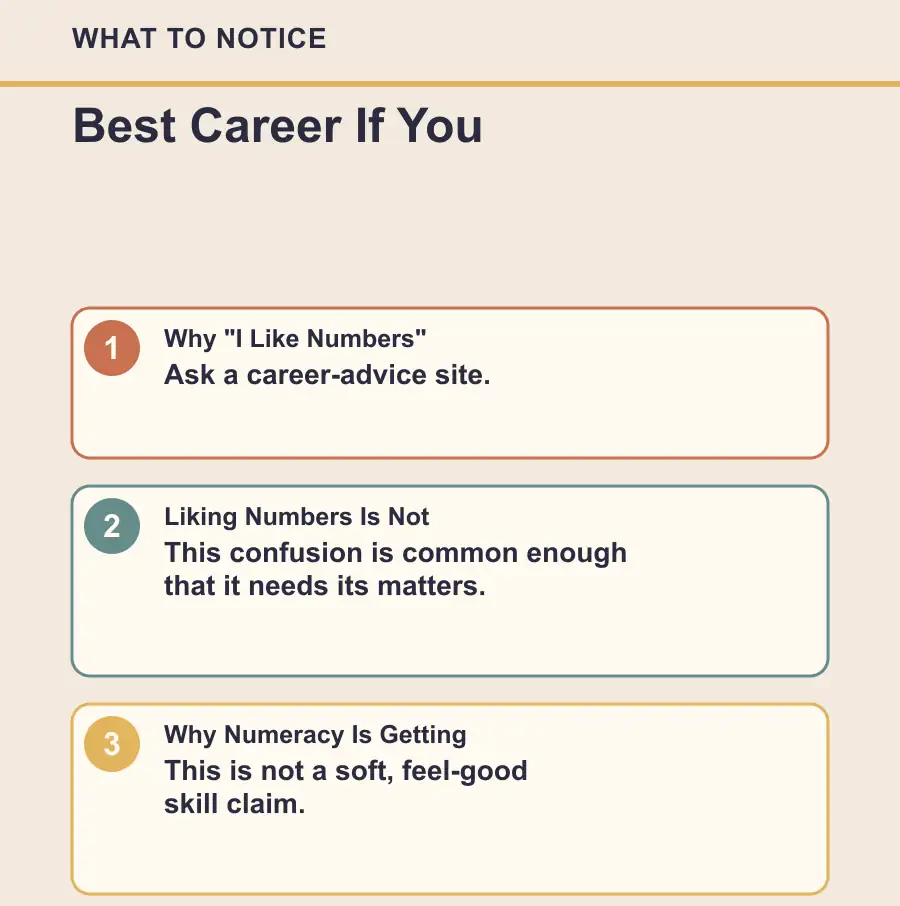 WHAT TO NOTICE
Best Career If You
1
Why "I Like Numbers"
Ask a career-advice site.
2
Liking Numbers Is Not
This confusion is common enough
that it needs its matters.
3
Why Numeracy Is Getting
This is not a soft, feel-good
skill claim.